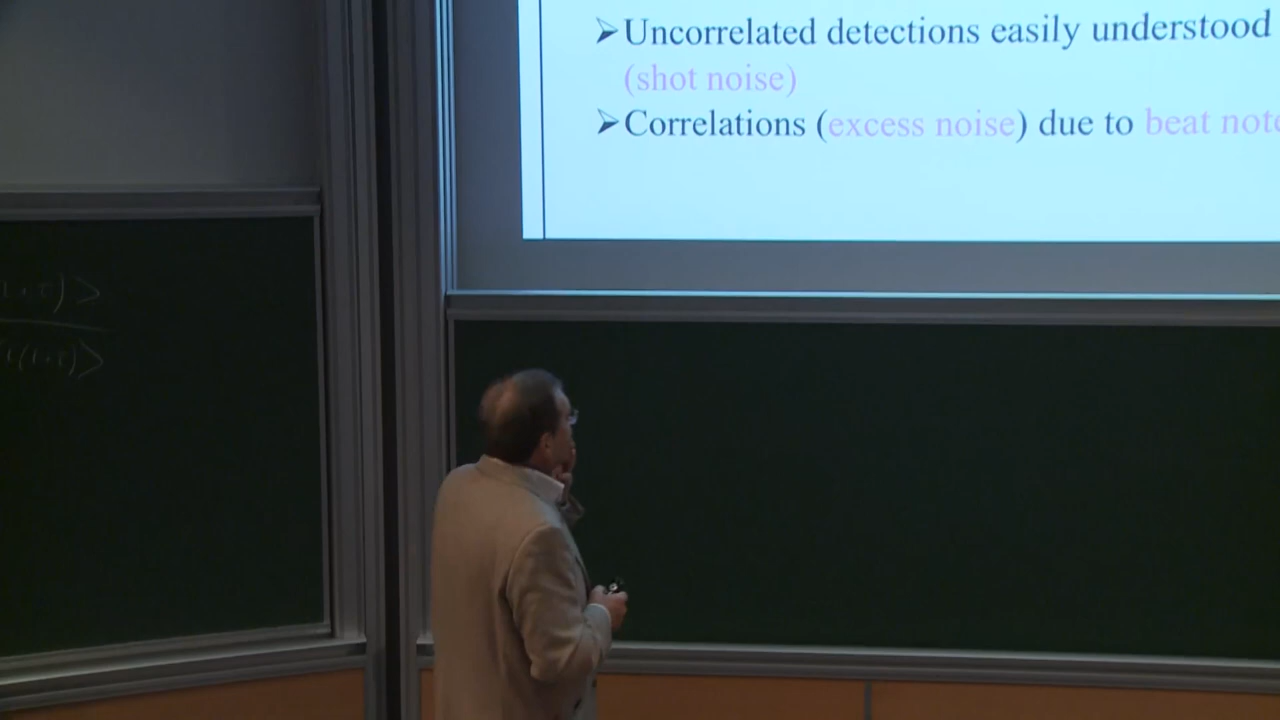 ➢Uncorrelated detections easily understood
(shot noise)
➢Correlations (excess noise) due to beat note